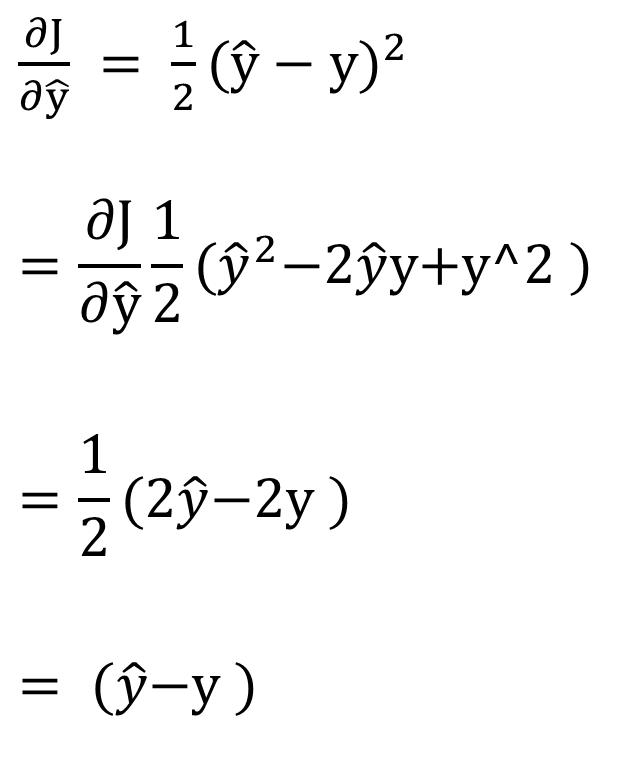 ∂J/∂ŷ = 1/2 (ŷ − y)²
= ∂J/∂ŷ 1/2 (ŷ²−2ŷy+y^2 )
= 1/2 (2ŷ−2y )
= (ŷ−y )